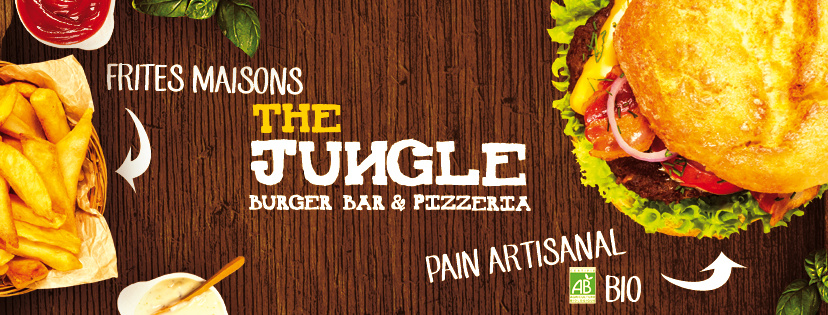 FRITES MAISONS
THE
JUNGLE
BURGER BAR & PIZZERIA
PAIN ARTISANAL
AB BIO